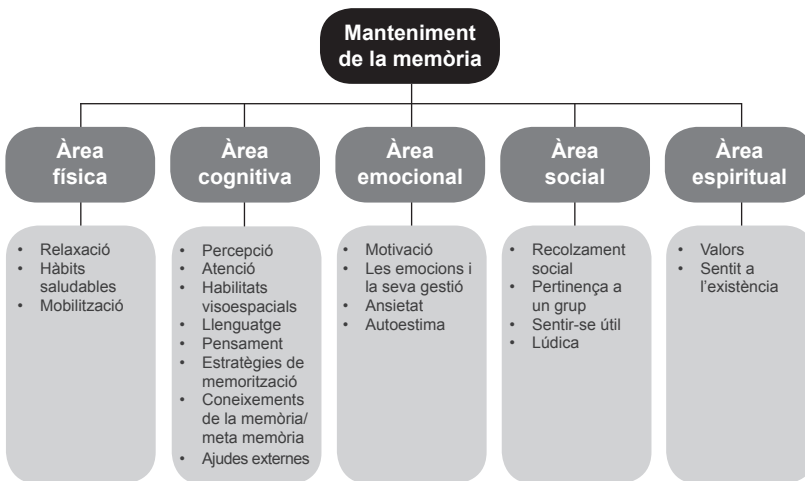 Manteniment
de la memòria
Àrea
física
Àrea
cognitiva
Àrea
emocional
Àrea
social
Àrea
espiritual
• Relaxació
• Hàbits
saludables
• Mobilització
• Percepció
• Atenció
• Habilitats
visoespacials
• Llenguatge
• Pensament
• Estratègies de
memorització
• Coneixements
de la memòria/
meta memòria
• Ajudes externes
• Motivació
• Les emocions i
la seva gestió
• Ansietat
• Autoestima
• Recolzament
social
• Pertinença a
un grup
• Sentir-se útil
• Lúdica
• Valors
• Sentit a
l'existència